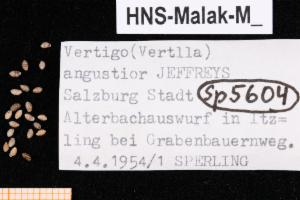 HNS-Malak-M_
Vertigo(Vertlla)
angustior JEFFREYS
Salzburg Stadt Sp5604
Alterbachauswurf in Itz=
ling bei Grabenbauernweg.
4.4.1954/1 SPERLING